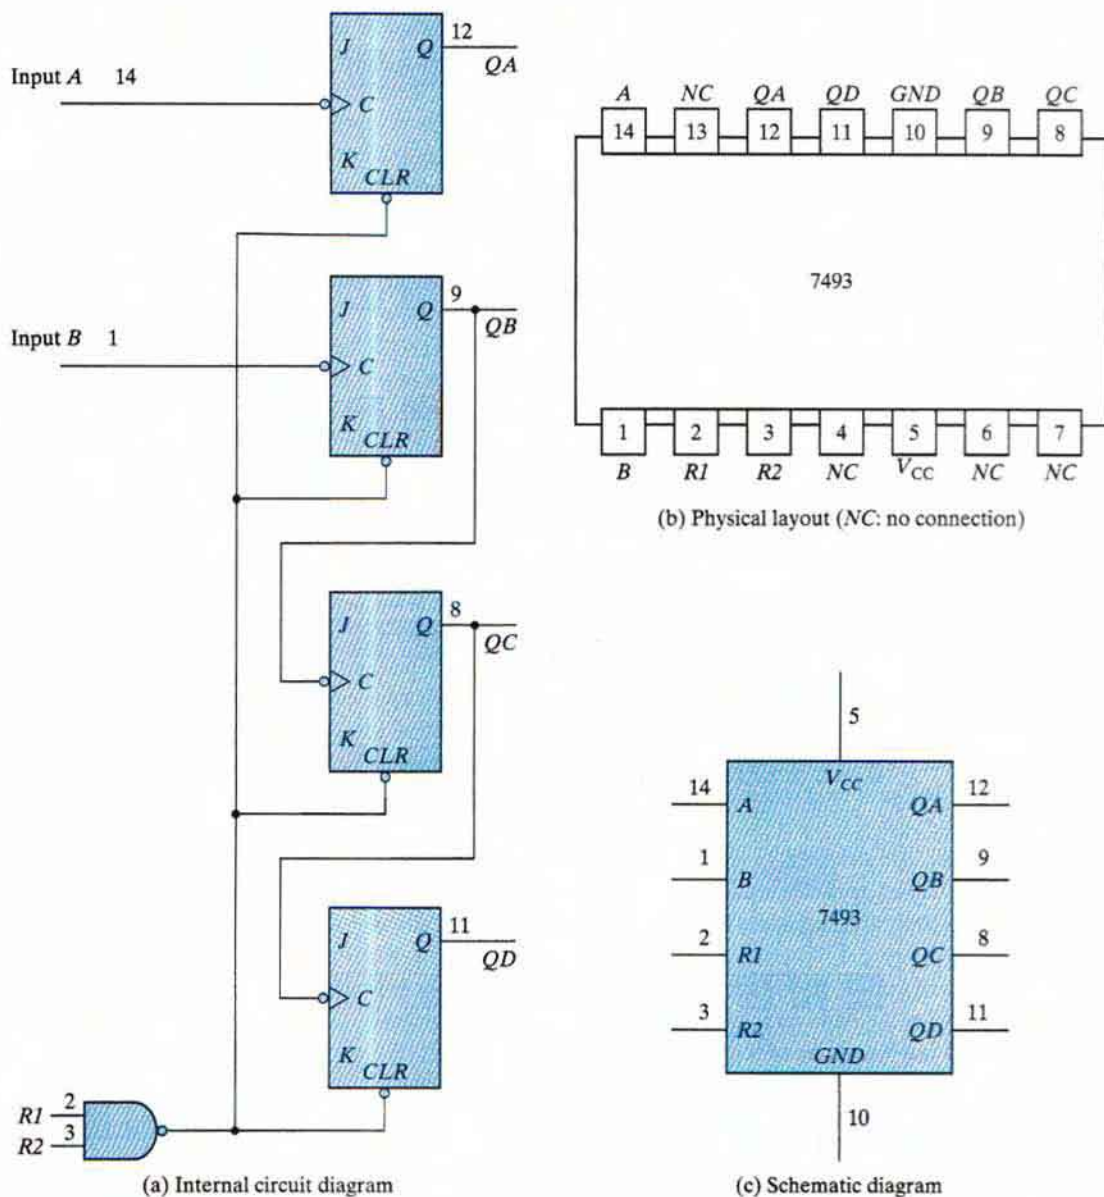 J Q 12
QA
Input A 14
C
K
CLR
J Q 9
QB
Input B 1
C
K
CLR
J Q 8
QC
C
K
CLR
J Q 11
QD
C
K
CLR
R1 2
R2 3
(a) Internal circuit diagram
A NC QA QD GND QB QC
14 13 12 11 10 9 8
7493
1 2 3 4 5 6 7
B R1 R2 NC VCC NC NC
(b) Physical layout (NC: no connection)
5
VCC
14 A QA 12
1 B QB 9
7493
2 R1 QC 8
3 R2 QD 11
GND
10
(c) Schematic diagram